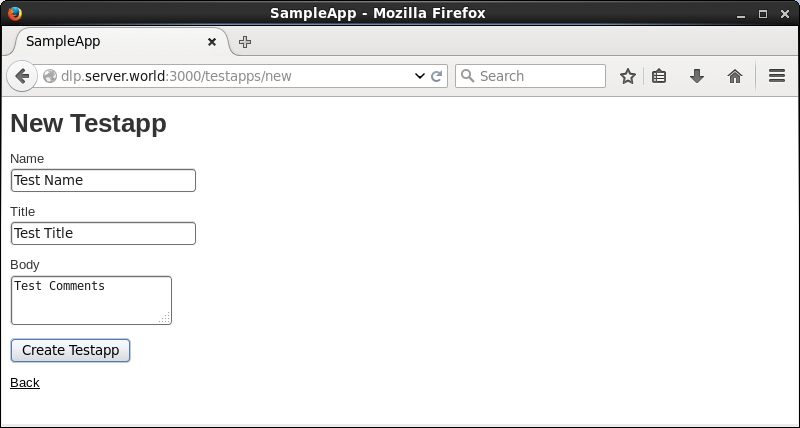 SampleApp - Mozilla Firefox
SampleApp
dlp.server.world:3000/testapps/new
Search
New Testapp
Name
Test Name
Title
Test Title
Body
Test Comments
Create Testapp
Back